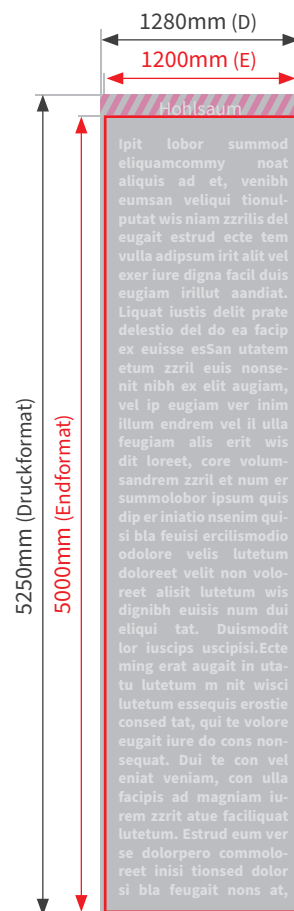 1280mm (D)
1200mm (E)
Hohlsaum
5250mm (Druckformat)
5000mm (Endformat)
Ipit lobor summod
eliquamcommy noat
aliquis ad et, venibh
eumsan veliqui tionul-
putat wis niam zzrilis del
eugait estrud ecte tem
vulla adipsum irit alit vel
exer iure digna facil duis
eugiam irillut aandiat.
Liquat iustis delit prate
delestio del do ea facip
ex euisse esSan utatem
etum zzril euis nonse-
nit nibh ex elit augiam,
vel ip eugiam ver inim
illum endrem vel il ulla
feugiam alis erit wis
dit loreet, core volum-
sandrem zzril et num er
summolobor ipsum quis
dip er iniatio nsenim qui-
si bla feuisi ercilismodio
odolore velis lutetum
doloreet velit non volo-
reet alisit lutetum wis
dignibh euisis num dui
eliqui tat. Duismodit
lor iuscips uscipisi.Ecte
ming erat augait in uta-
tu lutetum m nit wisci
lutetum essequis erostie
consed tat, qui te volore
eugait iure do cons non-
sequat. Dui te con vel
eniat veniam, con ulla
facipis ad magniam iu-
rem zzrit atue faciliquat
lutetum. Estrud eum ver
se dolorpero commolo-
reet inisi tionsed dolor
si bla feugait nons at,